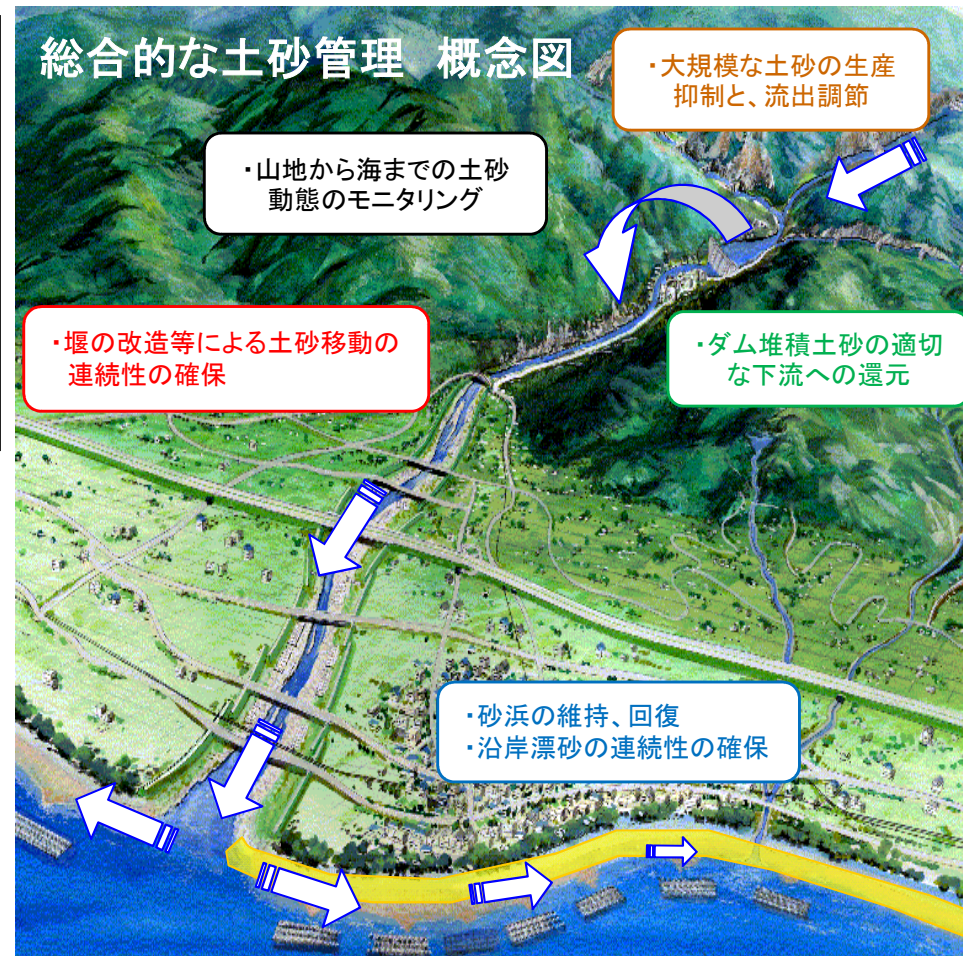 総合的な土砂管理　概念図
・大規模な土砂の生産
抑制と、流出調節
・山地から海までの土砂
動態のモニタリング
・堰の改造等による土砂移動の
連続性の確保
・ダム堆積土砂の適切
な下流への還元
・砂浜の維持、回復
・沿岸漂砂の連続性の確保